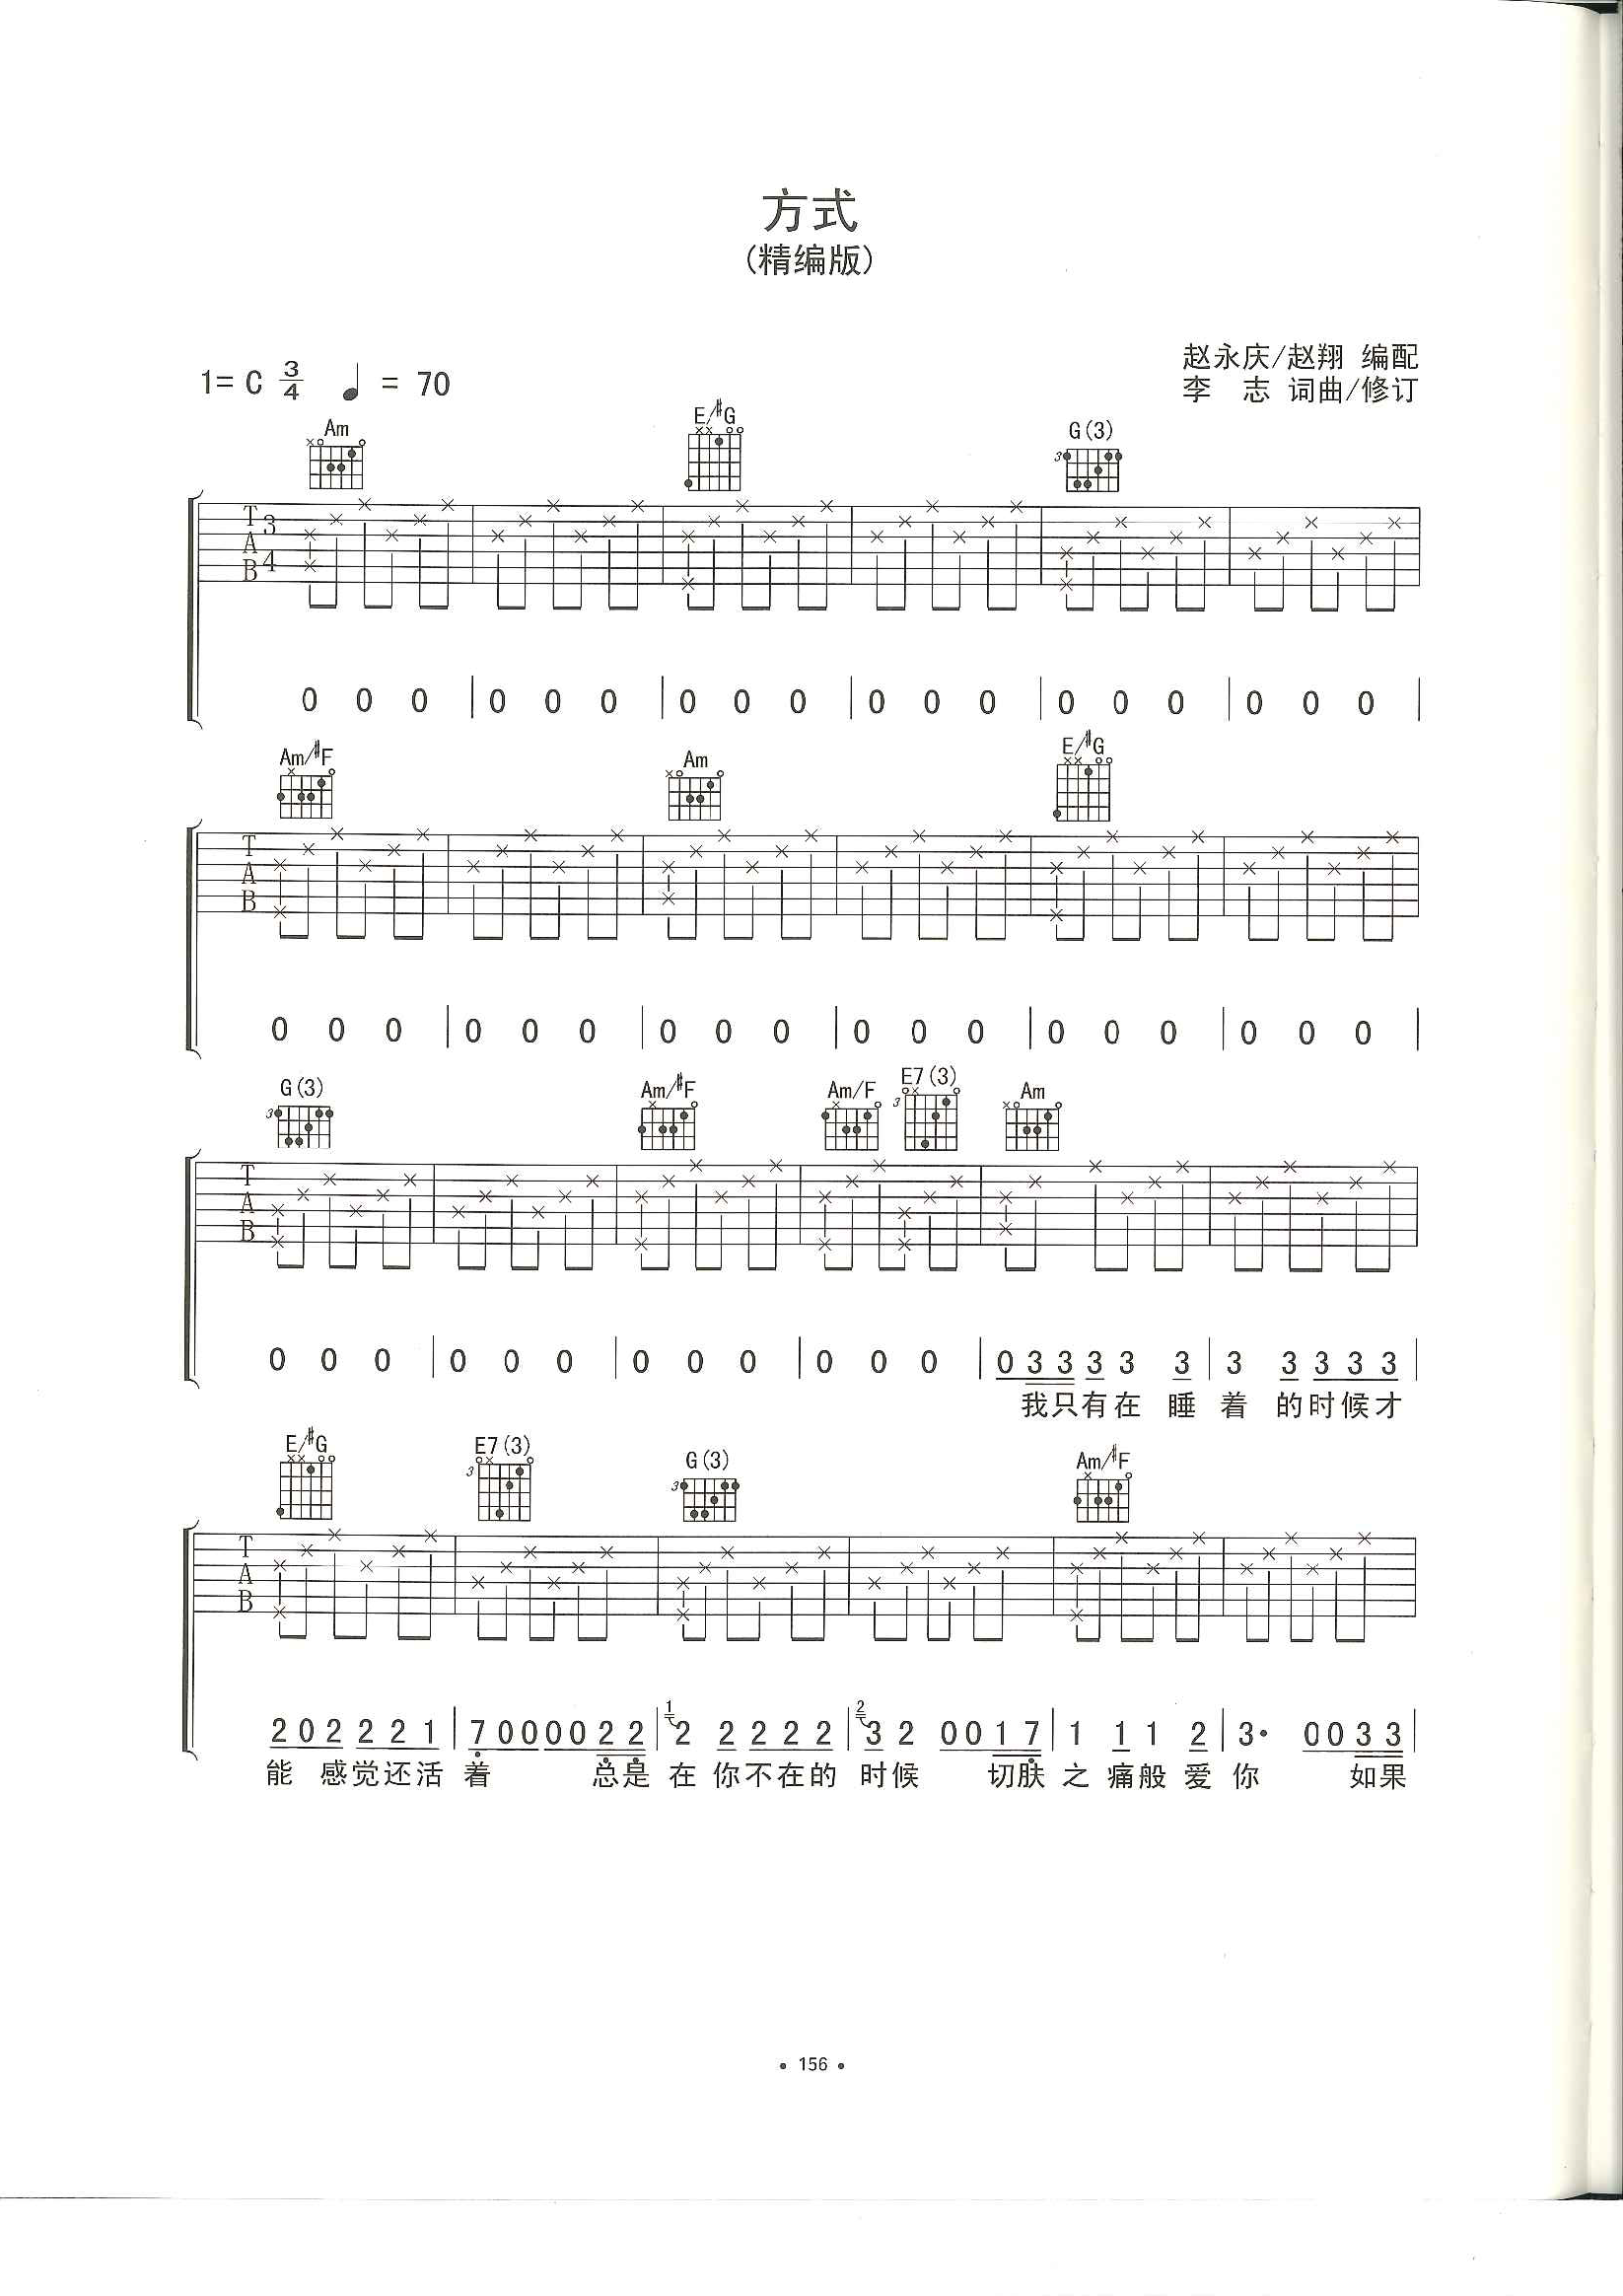 方式
(精编版)
赵永庆/赵翔 编配
1= C 3/4 ♩ = 70
李 志 词曲/修订
Am E/#G G(3)
T A B 3/4
0 0 0 | 0 0 0 | 0 0 0 | 0 0 0 | 0 0 0 | 0 0 0 |
Am/#F Am E/#G
T A B
0 0 0 | 0 0 0 | 0 0 0 | 0 0 0 | 0 0 0 | 0 0 0 |
G(3) Am/#F Am/F E7(3) Am
T A B
0 0 0 | 0 0 0 | 0 0 0 | 0 0 0 | 0 3 3 3 3 3 | 3 3 3 3 3 |
我只有在 睡 着 的时候才
E/#G E7(3) G(3) Am/#F
T A B
2 0 2 2 2 1 | 7 0 0 0 0 2 2 | 1 2 2 2 2 2 | 2 3 2 0 0 1 7 | 1 1 1 2 | 3· 0 0 3 3 |
能 感觉还活 着 总是 在 你不在的 时候 切肤 之 痛般 爱 你 如果
• 156 •